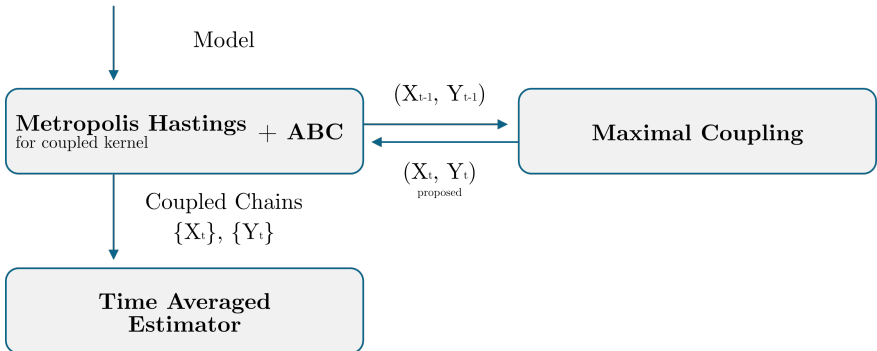 Model
Metropolis Hastings + ABC
for coupled kernel
(Xt-1, Yt-1)
Maximal Coupling
(Xt, Yt)
proposed
Coupled Chains
{Xt}, {Yt}
Time Averaged
Estimator